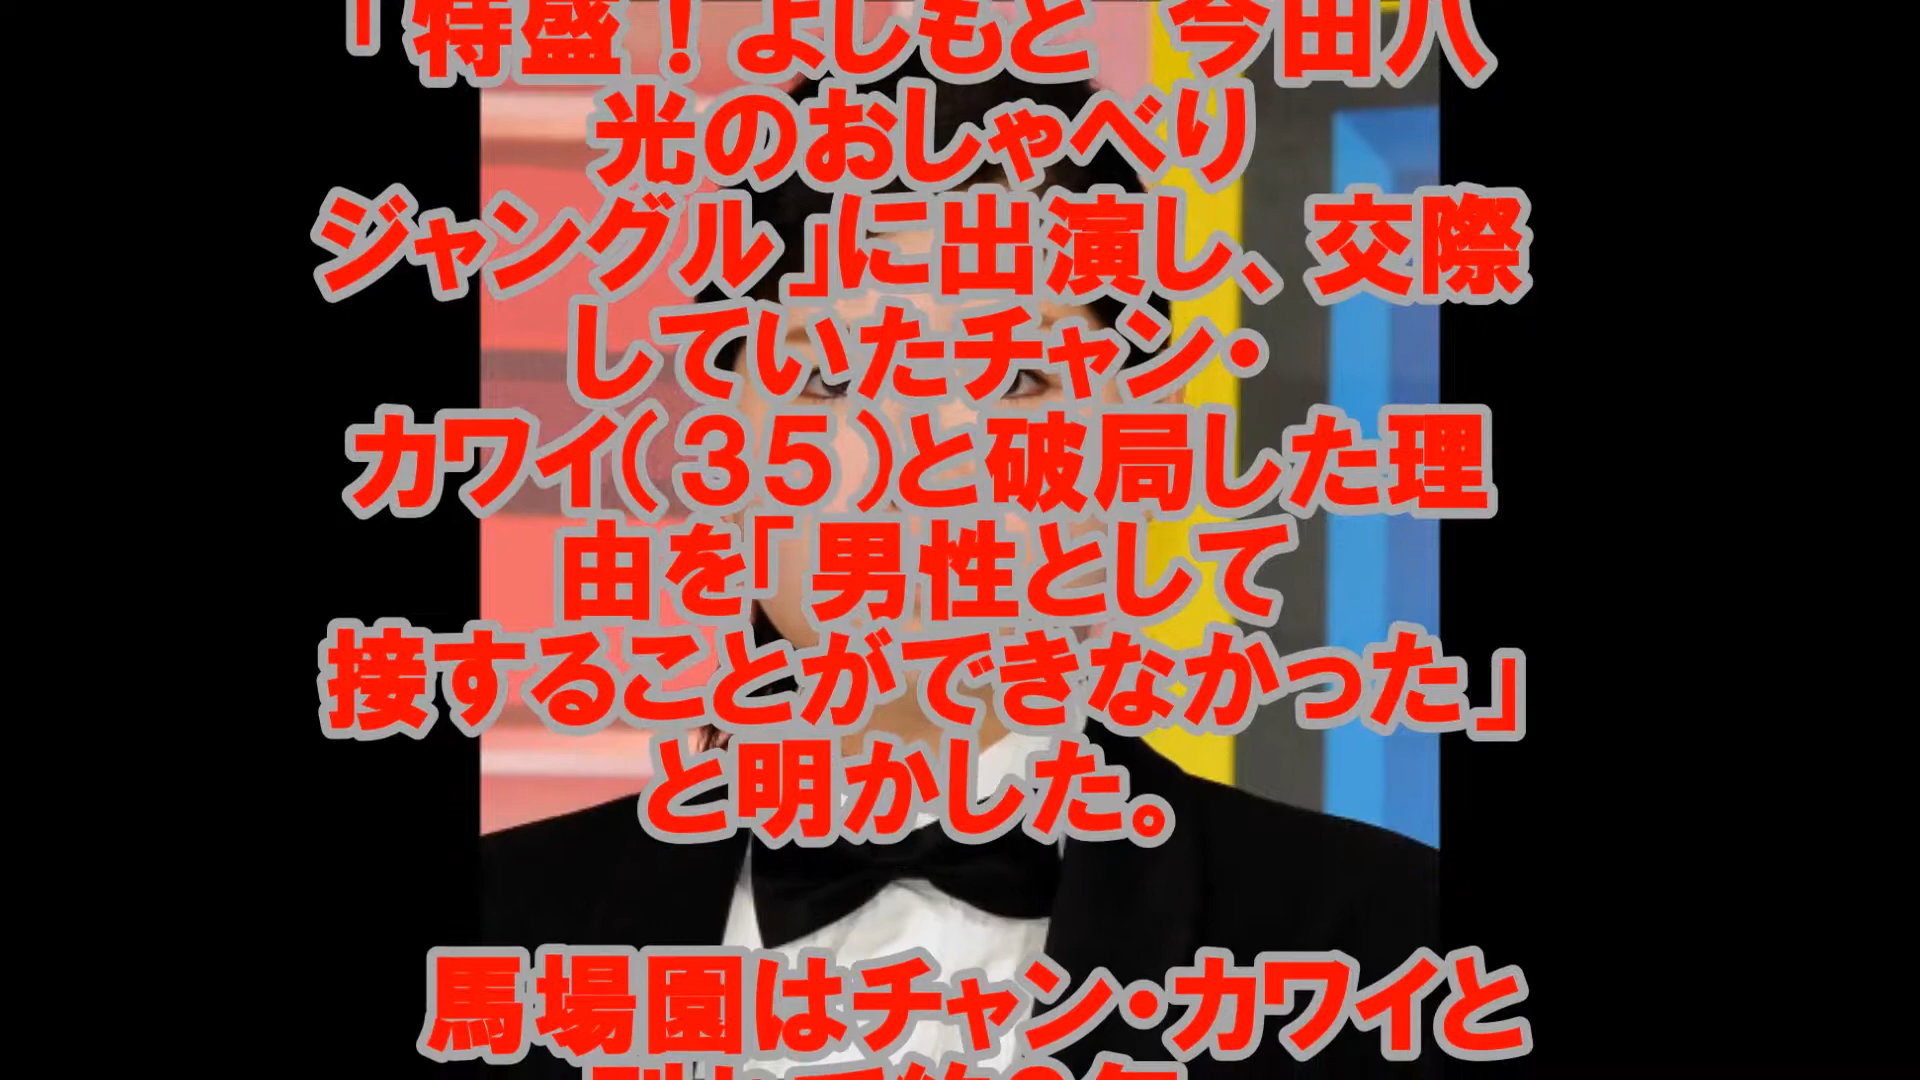 「特盛！よしもと　今田八
光のおしゃべり
ジャングル」に出演し、交際
していたチャン・
カワイ（３５）と破局した理
由を「男性として
接することができなかった」
と明かした。
馬場園はチャン・カワイと